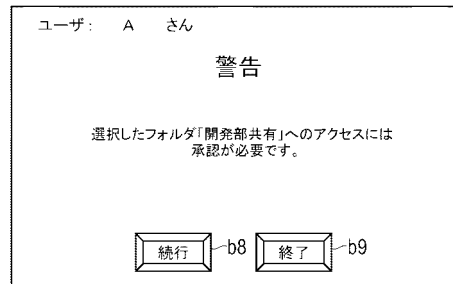 ユーザ: A さん
警告
選択したフォルダ「開発部共有」へのアクセスには
承認が必要です。
続行 b8 終了 b9